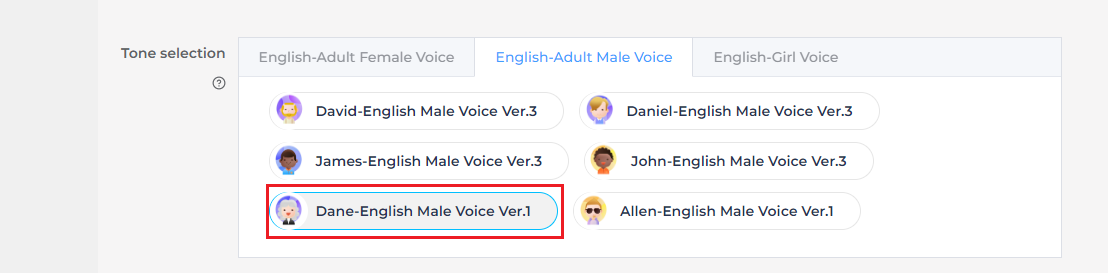 Tone selection
English-Adult Female Voice English-Adult Male Voice English-Girl Voice
David-English Male Voice Ver.3 Daniel-English Male Voice Ver.3
James-English Male Voice Ver.3 John-English Male Voice Ver.3
Dane-English Male Voice Ver.1 Allen-English Male Voice Ver.1